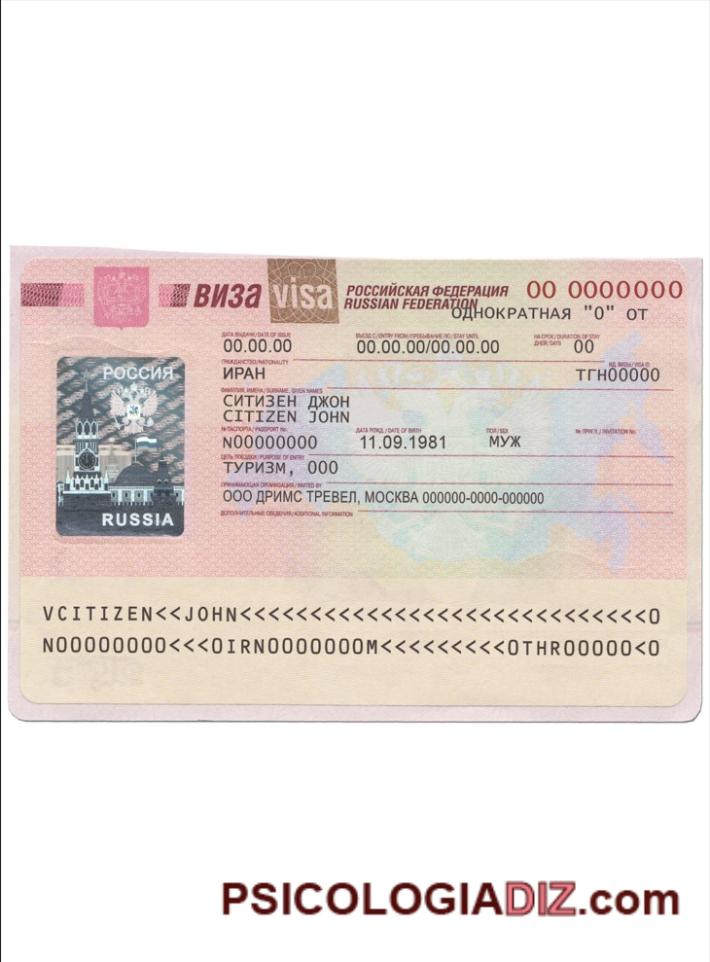 ВИЗА visa РОССИЙСКАЯ ФЕДЕРАЦИЯ 00 0000000
RUSSIAN FEDERATION
ОДНОКРАТНАЯ "0" ОТ
ДАТА ВЫДАЧИ/DATE OF ISSUE ВЪЕЗД С/ENTRY FROM/ПРЕБЫВАНИЕ ПО/STAY UNTIL НА СРОК/DURATION OF STAY
00.00.00 00.00.00/00.00.00 ДНЕЙ/DAYS 00
ГРАЖДАНСТВО/NATIONALITY ИД. ВИЗЫ/VISA ID
ИРАН ТГН00000
ФАМИЛИЯ, ИМЕНА/SURNAME, GIVEN NAMES
РОССИЯ
СИТИЗЕН ДЖОН
CITIZEN JOHN
№ ПАСПОРТА/PASSPORT No. ДАТА РОЖД./DATE OF BIRTH ПОЛ/SEX № ПРИГЛ./INVITATION No.
N00000000 11.09.1981 МУЖ
ЦЕЛЬ ПОЕЗДКИ/PURPOSE OF ENTRY
ТУРИЗМ, 000
ПРИНИМАЮЩАЯ ОРГАНИЗАЦИЯ/INVITED BY
ООО ДРИМС ТРЕВЕЛ, МОСКВА 000000-0000-000000
ДОПОЛНИТЕЛЬНЫЕ СВЕДЕНИЯ/ADDITIONAL INFORMATION
RUSSIA
VCITIZEN<<JOHN<<<<<<<<<<<<<<<<<<<<<<<<<<<<<0
N00000000<<<0IRN0000000M<<<<<<<<<0THR00000<0
PSICOLOGIADIZ.com